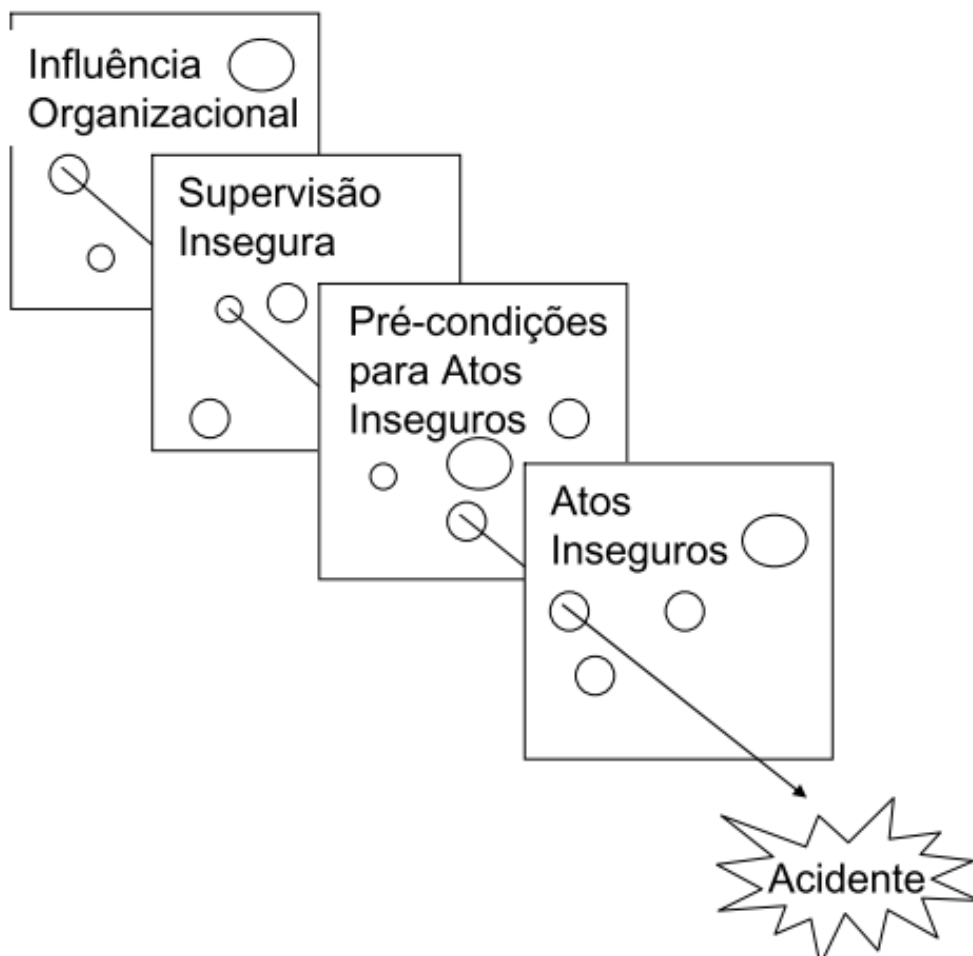 Influência
Organizacional
Supervisão
Insegura
Pré-condições
para Atos
Inseguros
Atos
Inseguros
Acidente